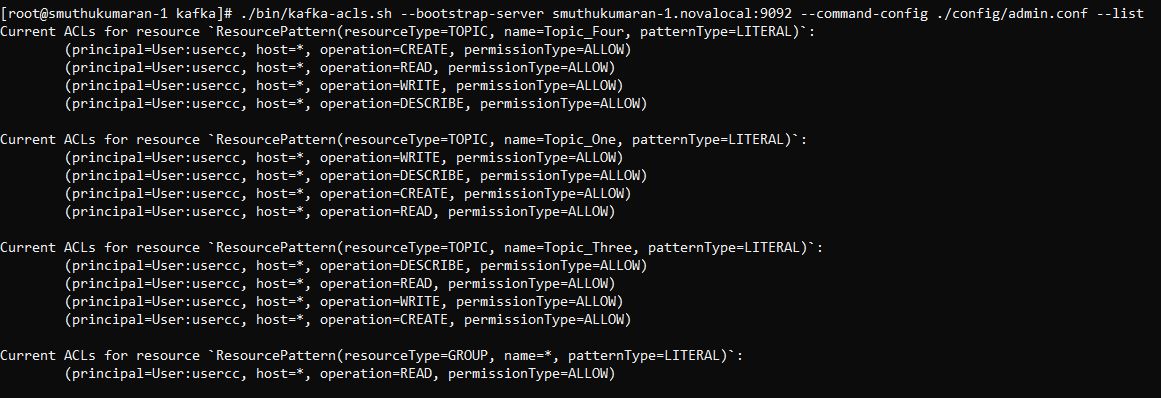 [root@smuthukumaran-1 kafka]# ./bin/kafka-acls.sh --bootstrap-server smuthukumaran-1.novalocal:9092 --command-config ./config/admin.conf --list
Current ACLs for resource `ResourcePattern(resourceType=TOPIC, name=Topic_Four, patternType=LITERAL)`:
(principal=User:usercc, host=*, operation=CREATE, permissionType=ALLOW)
(principal=User:usercc, host=*, operation=READ, permissionType=ALLOW)
(principal=User:usercc, host=*, operation=WRITE, permissionType=ALLOW)
(principal=User:usercc, host=*, operation=DESCRIBE, permissionType=ALLOW)
Current ACLs for resource `ResourcePattern(resourceType=TOPIC, name=Topic_One, patternType=LITERAL)`:
(principal=User:usercc, host=*, operation=WRITE, permissionType=ALLOW)
(principal=User:usercc, host=*, operation=DESCRIBE, permissionType=ALLOW)
(principal=User:usercc, host=*, operation=CREATE, permissionType=ALLOW)
(principal=User:usercc, host=*, operation=READ, permissionType=ALLOW)
Current ACLs for resource `ResourcePattern(resourceType=TOPIC, name=Topic_Three, patternType=LITERAL)`:
(principal=User:usercc, host=*, operation=DESCRIBE, permissionType=ALLOW)
(principal=User:usercc, host=*, operation=READ, permissionType=ALLOW)
(principal=User:usercc, host=*, operation=WRITE, permissionType=ALLOW)
(principal=User:usercc, host=*, operation=CREATE, permissionType=ALLOW)
Current ACLs for resource `ResourcePattern(resourceType=GROUP, name=*, patternType=LITERAL)`:
(principal=User:usercc, host=*, operation=READ, permissionType=ALLOW)